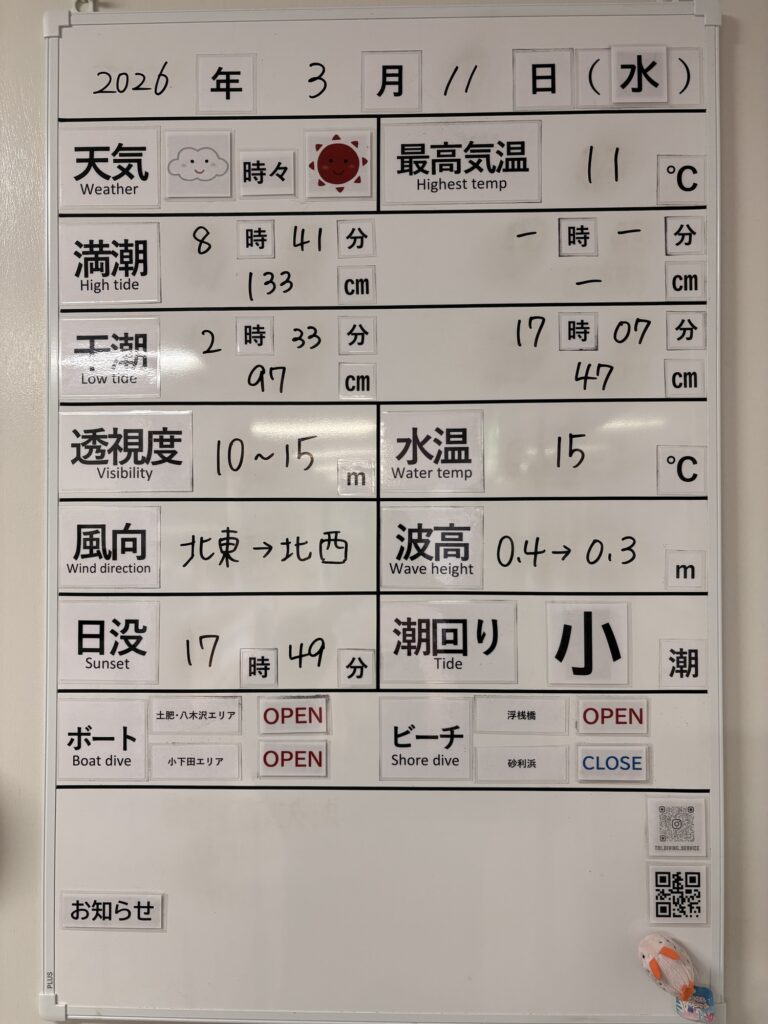 2026 年 3 月 11 日 (水)
天気 時々 最高気温 11 ℃
Weather Highest temp
満潮 8 時 41 分 ー 時 ー 分
High tide 133 cm ー cm
干潮 2 時 33 分 17 時 07 分
Low tide 97 cm 47 cm
透視度 10~15 m 水温 15 ℃
Visibility Water temp
風向 北東→北西 波高 0.4→0.3 m
Wind direction Wave height
日没 17 時 49 分 潮回り 小 潮
Sunset Tide
ボート 土肥・八木沢エリア OPEN ビーチ 浮桟橋 OPEN
Boat dive 小下田エリア OPEN Shore dive 砂利浜 CLOSE
TOI_DIVING_SERVICE
お知らせ
PLUS